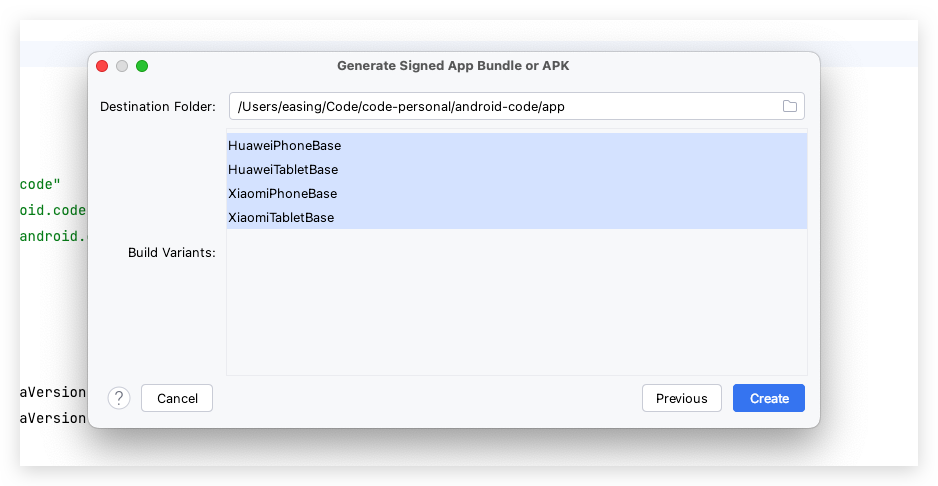 Generate Signed App Bundle or APK
Destination Folder: /Users/easing/Code/code-personal/android-code/app
HuaweiPhoneBase
HuaweiTabletBase
code"
XiaomiPhoneBase
oid.code
XiaomiTabletBase
android.
Build Variants:
aVersion
? Cancel Previous Create
aVersion